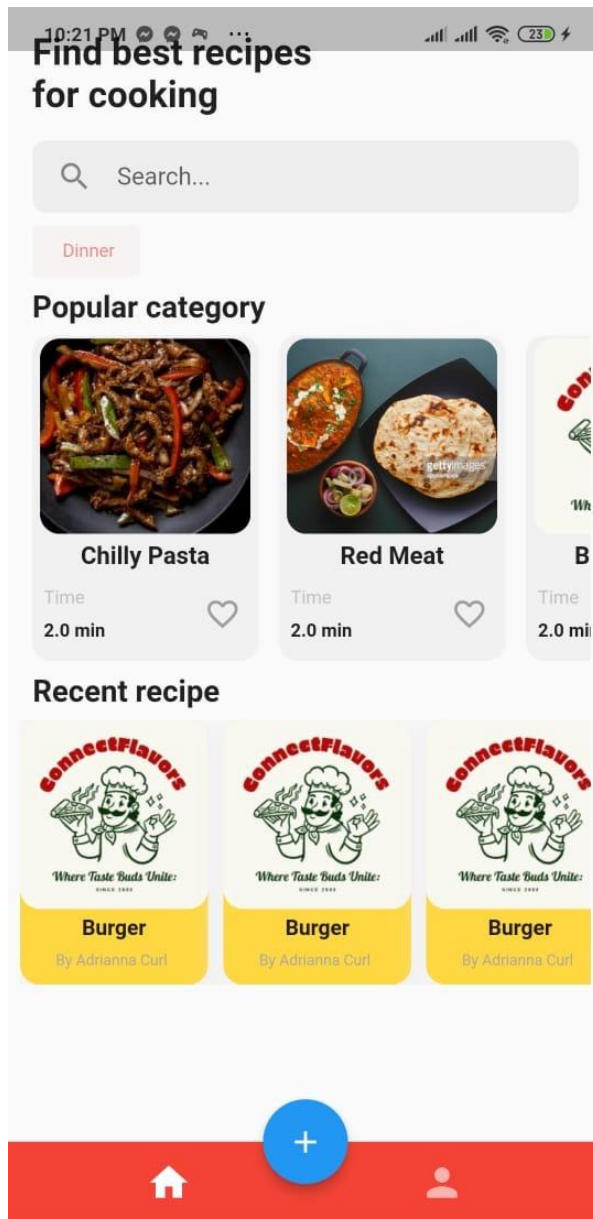 10:21 PM
23
Find best recipes
for cooking
Search...
Dinner
Popular category
gettyimages
ConnectFlavors
Wh
Chilly Pasta
Red Meat
B
Time
Time
Time
2.0 min
2.0 min
2.0 mi
Recent recipe
ConnectFlavors
ConnectFlavors
ConnectFlavors
Where Taste Buds Unite:
Where Taste Buds Unite:
Where Taste Buds Unite:
Burger
Burger
Burger
By Adrianna Curl
By Adrianna Curl
By Adrianna Curl